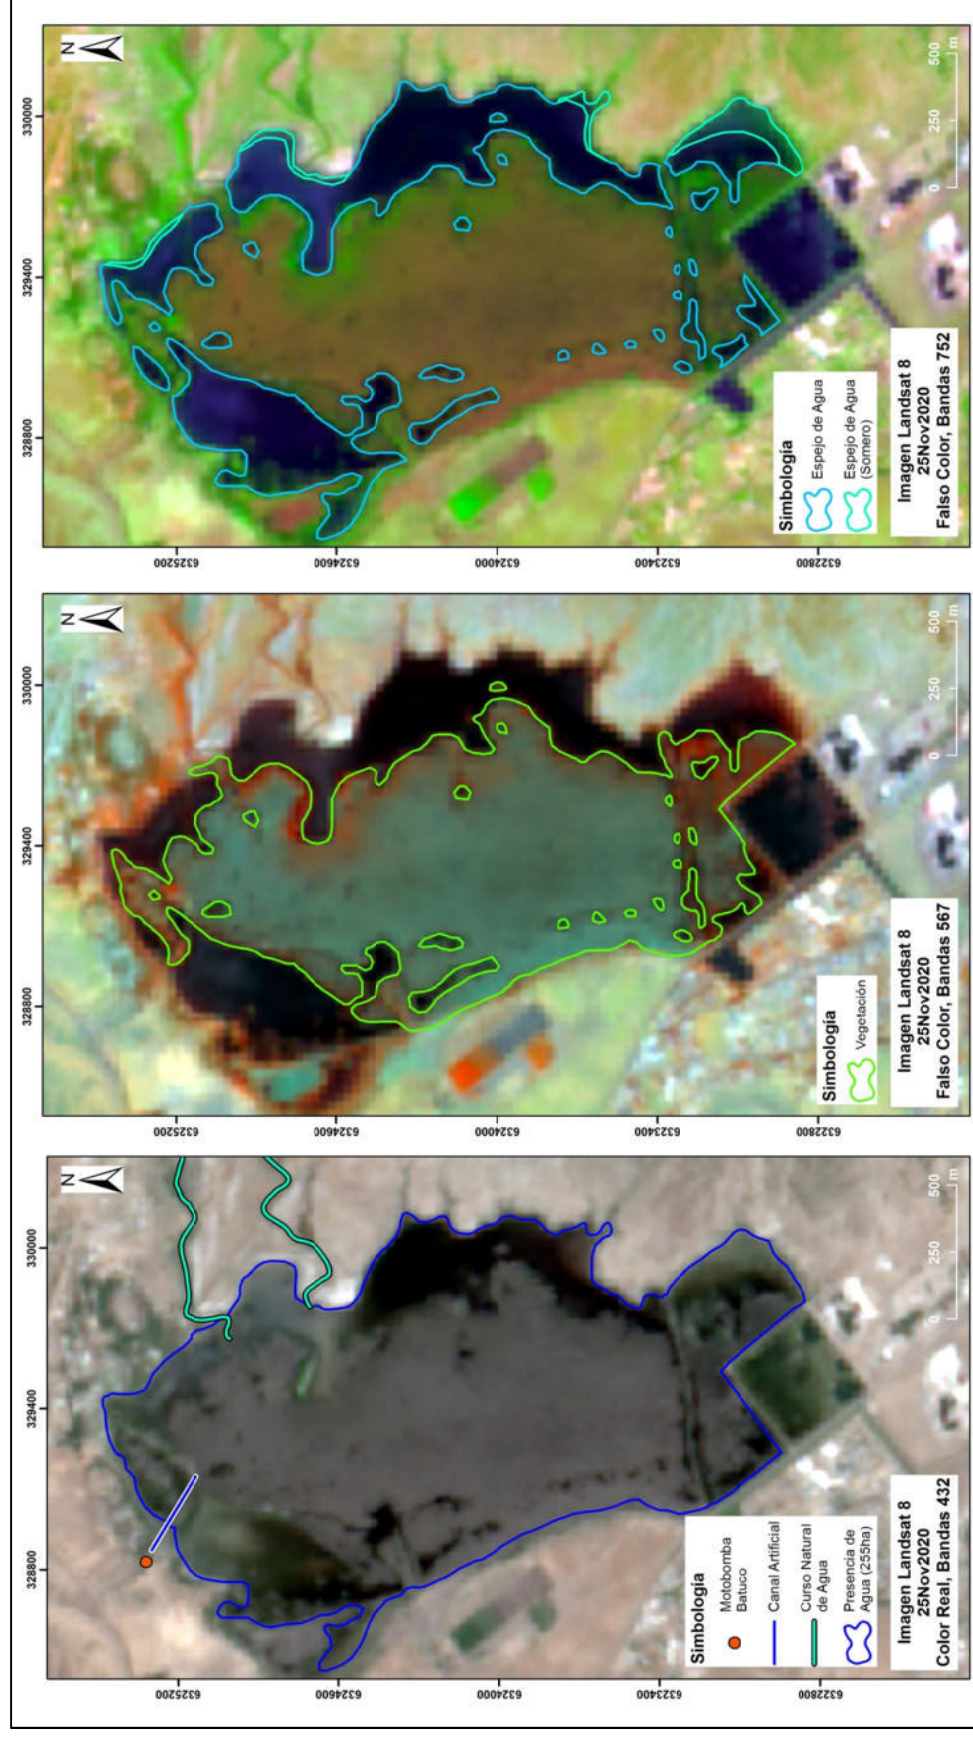 328800
329400
330000
N
6325200
6324600
6324000
6323400
6322800
Simbología
Motobomba
Batuco
Canal Artificial
Curso Natural
de Agua
Presencia de
Agua (255ha)
Imagen Landsat 8
25Nov2020
Color Real, Bandas 432
0 250 500
m
328800
329400
330000
N
6325200
6324600
6324000
6323400
6322800
Simbología
Vegetación
Imagen Landsat 8
25Nov2020
Falso Color, Bandas 567
0 250 500
m
328800
329400
330000
N
6325200
6324600
6324000
6323400
6322800
Simbología
Espejo de Agua
Espejo de Agua
(Somero)
Imagen Landsat 8
25Nov2020
Falso Color, Bandas 752
0 250 500
m